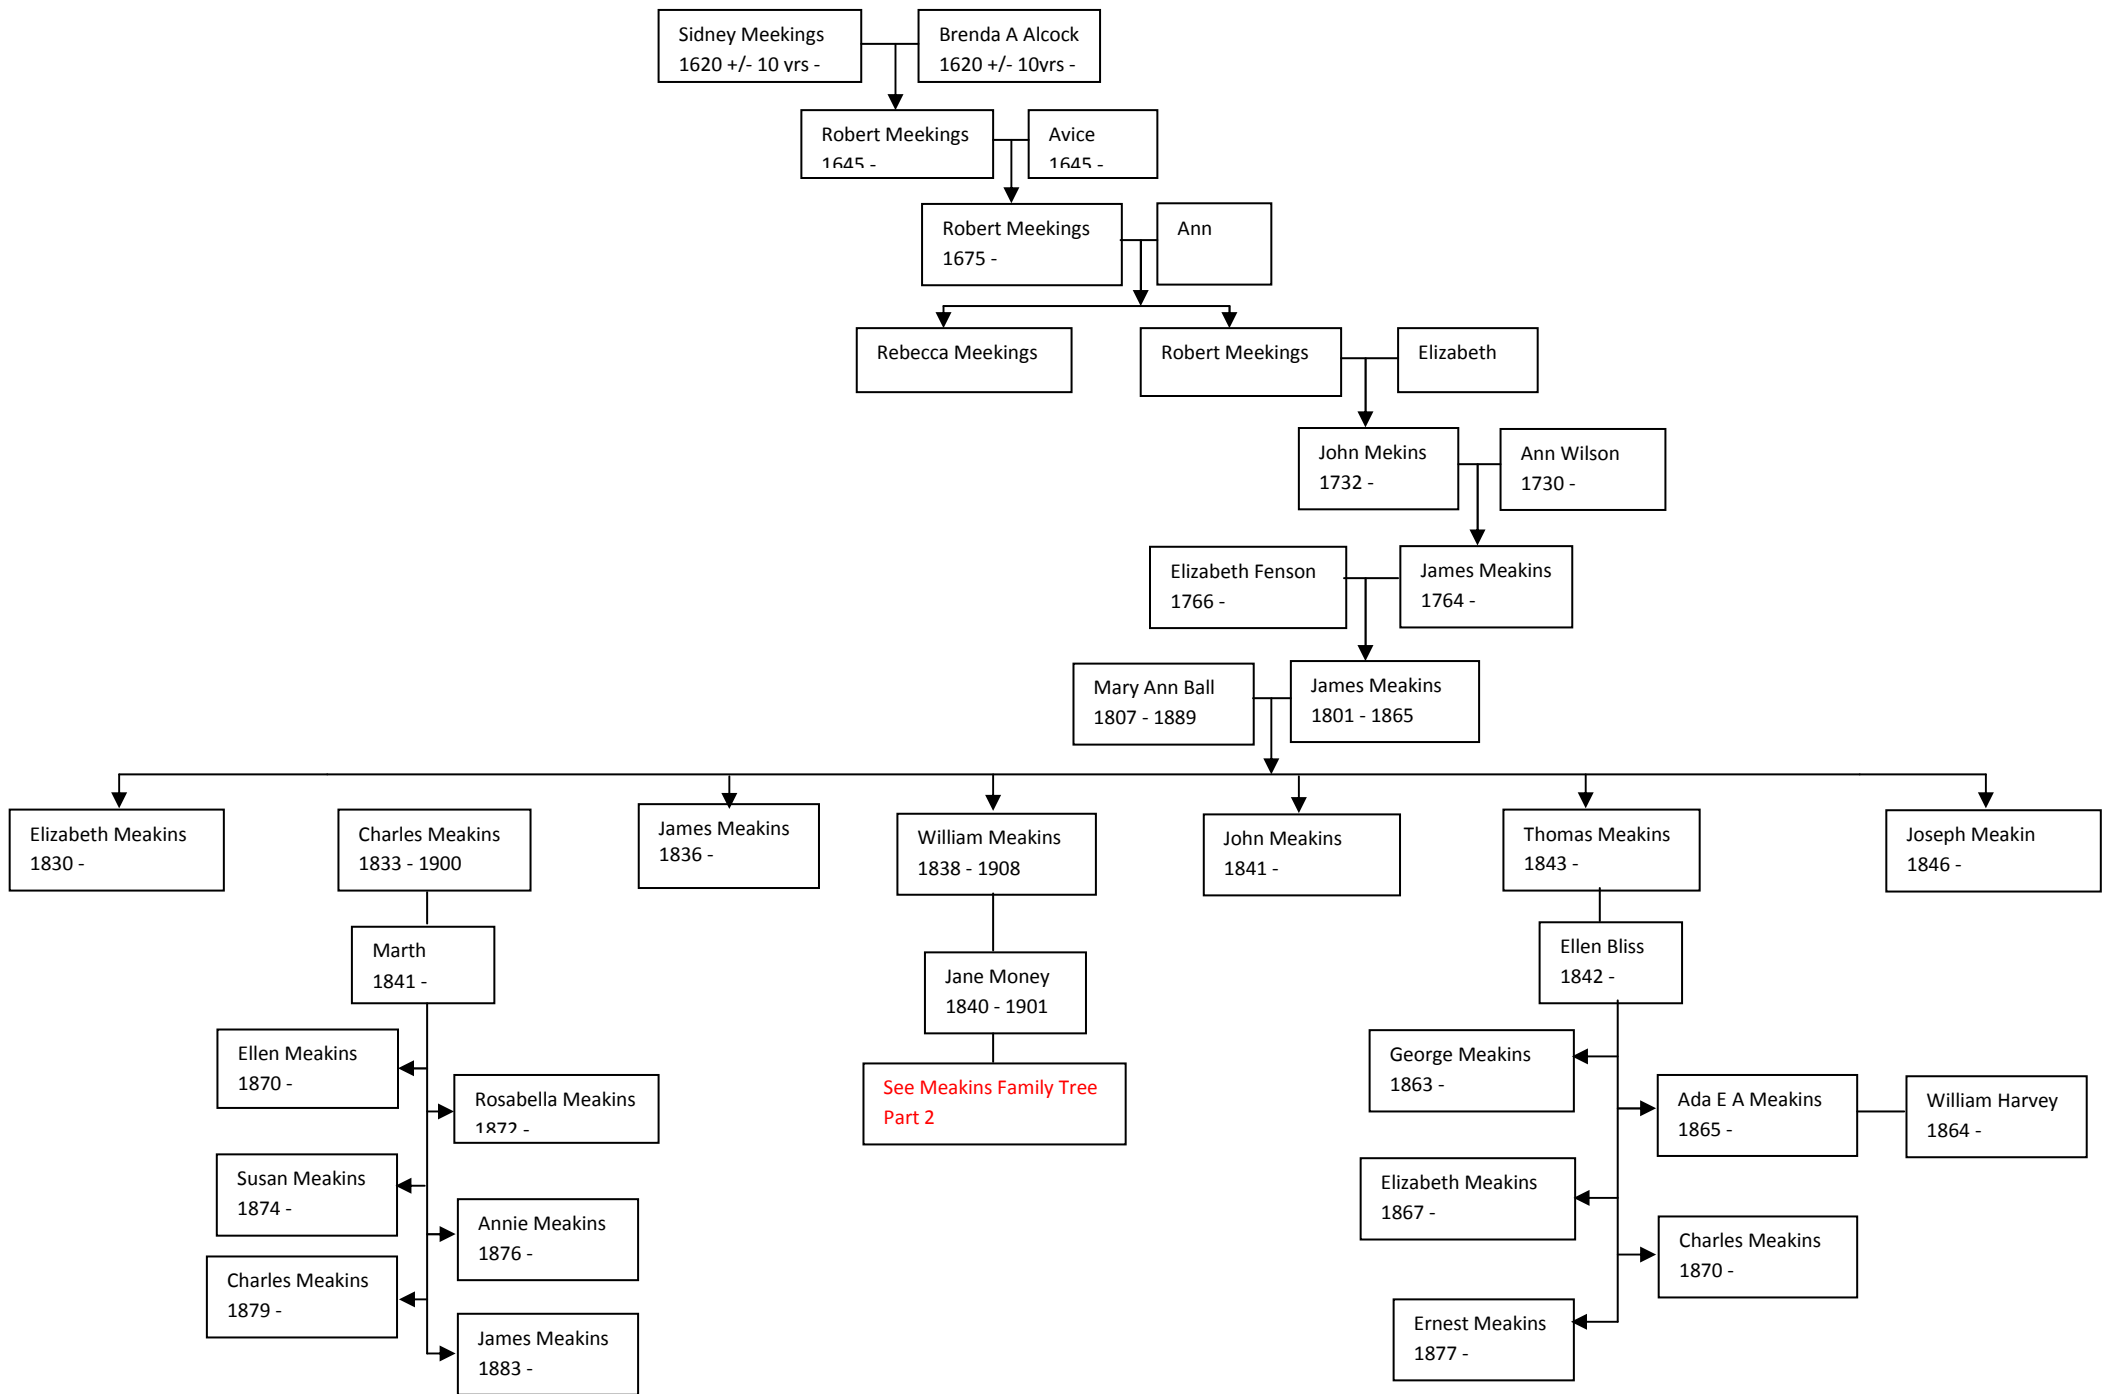 Sidney Meekings
1620 +/- 10 yrs -
Brenda A Alcock
1620 +/- 10yrs -
Robert Meekings
1645 -
Avice
1645 -
Robert Meekings
1675 -
Ann
Rebecca Meekings
Robert Meekings
Elizabeth
John Mekins
1732 -
Ann Wilson
1730 -
Elizabeth Fenson
1766 -
James Meakins
1764 -
Mary Ann Ball
1807 - 1889
James Meakins
1801 - 1865
Elizabeth Meakins
1830 -
Charles Meakins
1833 - 1900
James Meakins
1836 -
William Meakins
1838 - 1908
John Meakins
1841 -
Thomas Meakins
1843 -
Joseph Meakin
1846 -
Marth
1841 -
Jane Money
1840 - 1901
Ellen Bliss
1842 -
Ellen Meakins
1870 -
Rosabella Meakins
1872 -
Susan Meakins
1874 -
Annie Meakins
1876 -
Charles Meakins
1879 -
James Meakins
1883 -
See Meakins Family Tree
Part 2
George Meakins
1863 -
Ada E A Meakins
1865 -
William Harvey
1864 -
Elizabeth Meakins
1867 -
Charles Meakins
1870 -
Ernest Meakins
1877 -